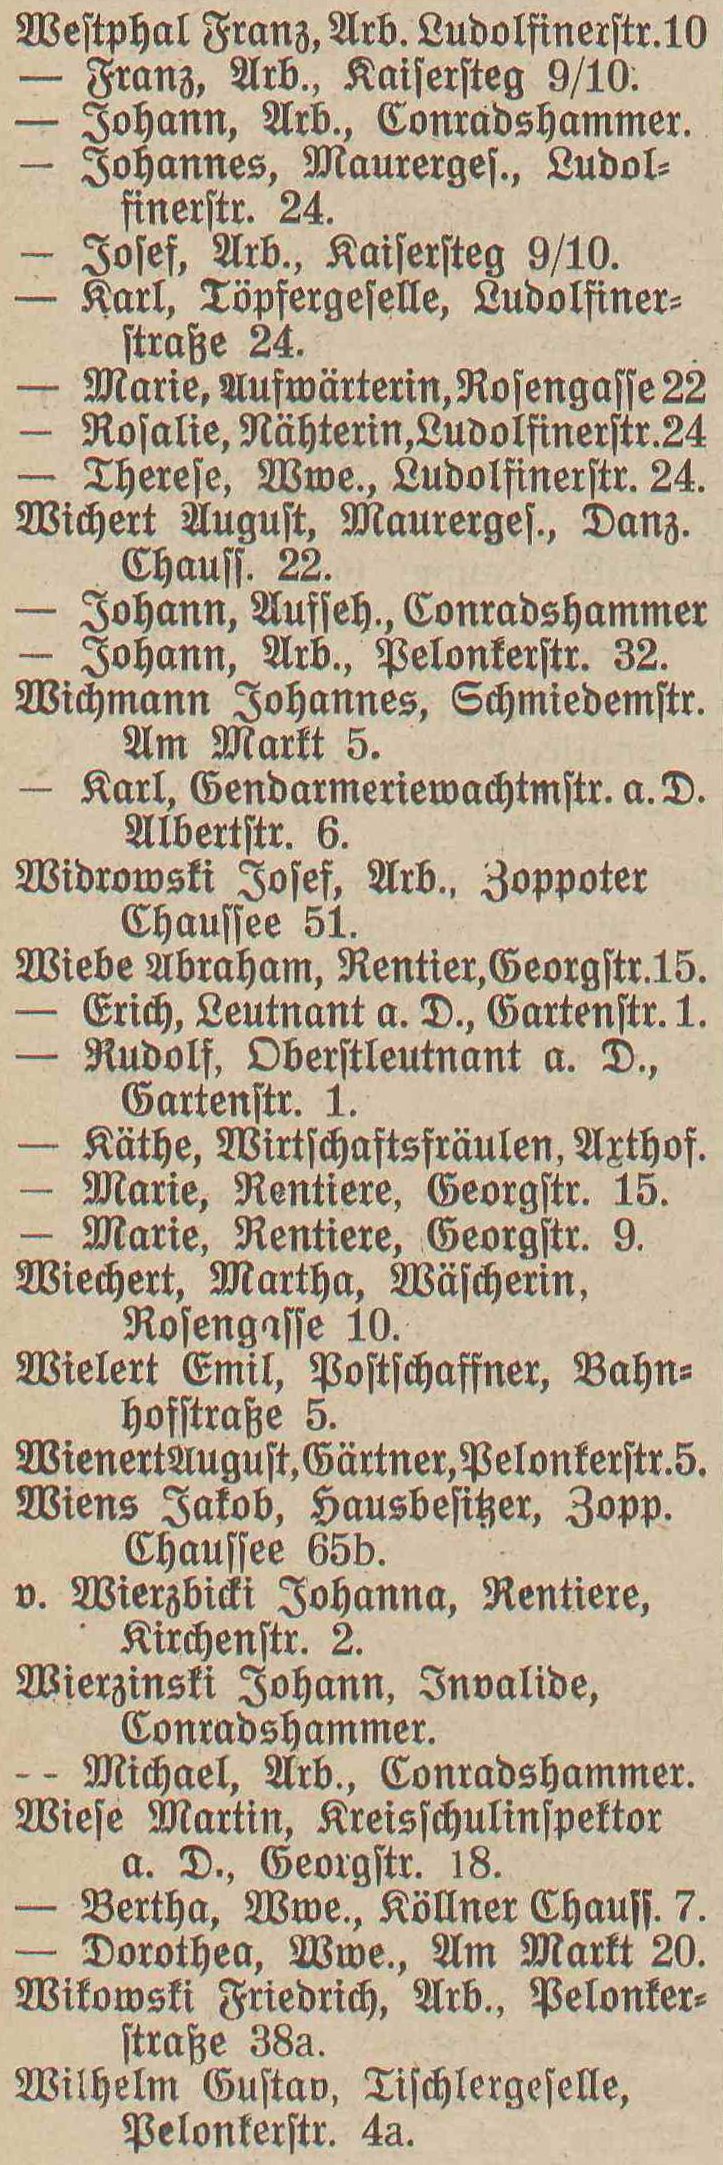 Westphal Franz, Arb. Ludolfinerstr. 10
— Franz, Arb., Kaisersteg 9/10.
— Johann, Arb., Conradshammer.
— Johannes, Maurerges., Ludol-
finerstr. 24.
— Josef, Arb., Kaisersteg 9/10.
— Karl, Töpfergeselle, Ludolfiner-
straße 24.
— Marie, Aufwärterin, Rosengasse 22
— Rosalie, Nähterin, Ludolfinerstr. 24
— Therese, Wwe., Ludolfinerstr. 24.
Wichert August, Maurerges., Danz.
Chauss. 22.
— Johann, Aufseh., Conradshammer
— Johann, Arb., Pelonkerstr. 32.
Wichmann Johannes, Schmiedemstr.
Am Markt 5.
— Karl, Gendarmeriewachtmstr. a. D.
Albertstr. 6.
Widrowski Josef, Arb., Zoppoter
Chaussee 51.
Wiebe Abraham, Rentier, Georgstr. 15.
— Erich, Leutnant a. D., Gartenstr. 1.
— Rudolf, Oberstleutnant a. D.,
Gartenstr. 1.
— Käthe, Wirtschaftsfräulen, Axthof.
— Marie, Rentiere, Georgstr. 15.
— Marie, Rentiere, Georgstr. 9.
Wiechert, Martha, Wäscherin,
Rosengasse 10.
Wielert Emil, Postschaffner, Bahn-
hofstraße 5.
Wienert August, Gärtner, Pelonkerstr. 5.
Wiens Jakob, Hausbesitzer, Zopp.
Chaussee 65b.
v. Wierzbicki Johanna, Rentiere,
Kirchenstr. 2.
Wierzinski Johann, Invalide,
Conradshammer.
-- Michael, Arb., Conradshammer.
Wiese Martin, Kreisschulinspektor
a. D., Georgstr. 18.
— Bertha, Wwe., Köllner Chauss. 7.
— Dorothea, Wwe., Am Markt 20.
Wikowski Friedrich, Arb., Pelonker-
straße 38a.
Wilhelm Gustav, Tischlergeselle,
Pelonkerstr. 4a.